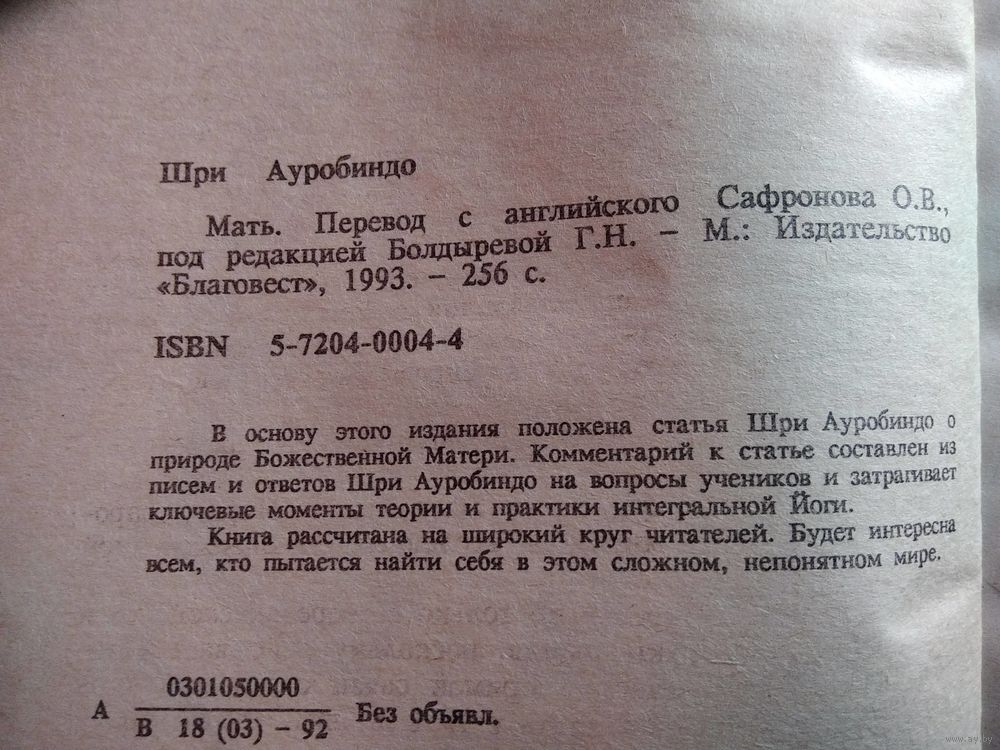 Шри Ауробиндо
Мать. Перевод с английского Сафронова О.В.,
под редакцией Болдыревой Г.Н. – М.: Издательство
«Благовест», 1993. – 256 с.
ISBN 5-7204-0004-4
В основу этого издания положена статья Шри Ауробиндо о
природе Божественной Матери. Комментарий к статье составлен из
писем и ответов Шри Ауробиндо на вопросы учеников и затрагивает
ключевые моменты теории и практики интегральной Йоги.
Книга рассчитана на широкий круг читателей. Будет интересна
всем, кто пытается найти себя в этом сложном, непонятном мире.
0301050000
А В 18 (03) – 92 Без объявл.
www.ay.by